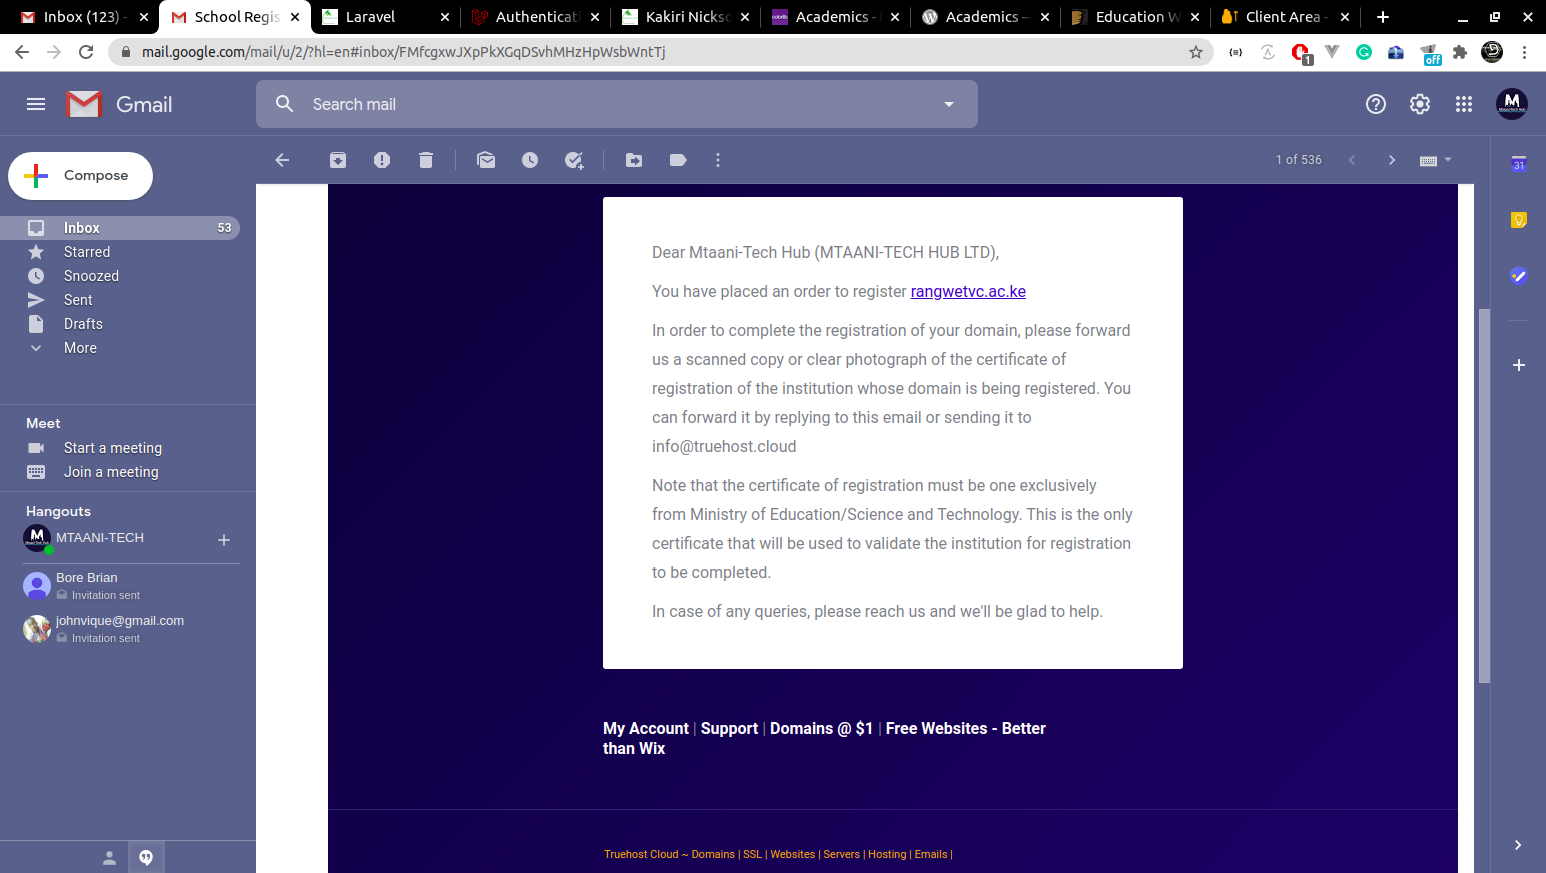 Inbox (123) -
School Regis
Laravel
Authenticati
Kakiri Nickso
Academics -
Academics –
Education W
Client Area -
mail.google.com/mail/u/2/?hl=en#inbox/FMfcgxwJXpPkXGqDSvhMHzHpWsbWntTj
1
off
Gmail
Search mail
Compose
1 of 536
31
Inbox 53
Starred
Snoozed
Sent
Drafts
More
Meet
Start a meeting
Join a meeting
Hangouts
MTAANI-TECH
Bore Brian
Invitation sent
johnvique@gmail.com
Invitation sent
Dear Mtaani-Tech Hub (MTAANI-TECH HUB LTD),
You have placed an order to register rangwetvc.ac.ke
In order to complete the registration of your domain, please forward
us a scanned copy or clear photograph of the certificate of
registration of the institution whose domain is being registered. You
can forward it by replying to this email or sending it to
info@truehost.cloud
Note that the certificate of registration must be one exclusively
from Ministry of Education/Science and Technology. This is the only
certificate that will be used to validate the institution for registration
to be completed.
In case of any queries, please reach us and we'll be glad to help.
My Account | Support | Domains @ $1 | Free Websites - Better
than Wix
Truehost Cloud ~ Domains | SSL | Websites | Servers | Hosting | Emails |